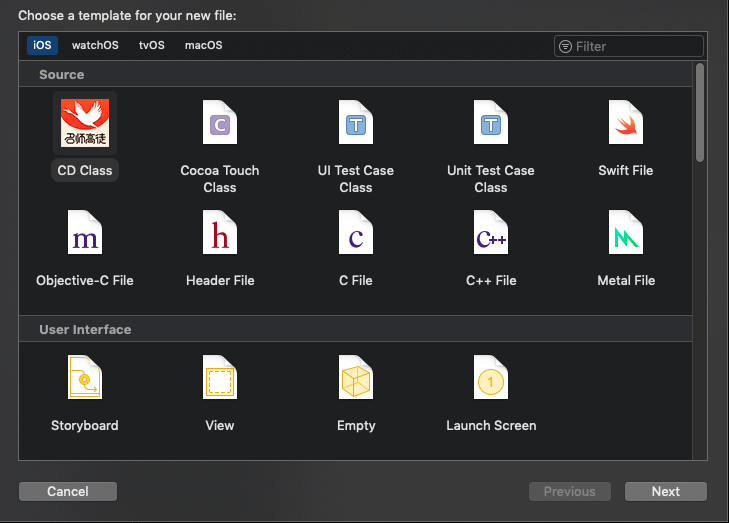 Choose a template for your new file:
iOS watchOS tvOS macOS Filter
Source
名师高徒
CD Class
C
Cocoa Touch
Class
T
UI Test Case
Class
T
Unit Test Case
Class
Swift File
m
Objective-C File
h
Header File
c
C File
C++
C++ File
Metal File
User Interface
Storyboard
View
Empty
1
Launch Screen
Cancel Previous Next